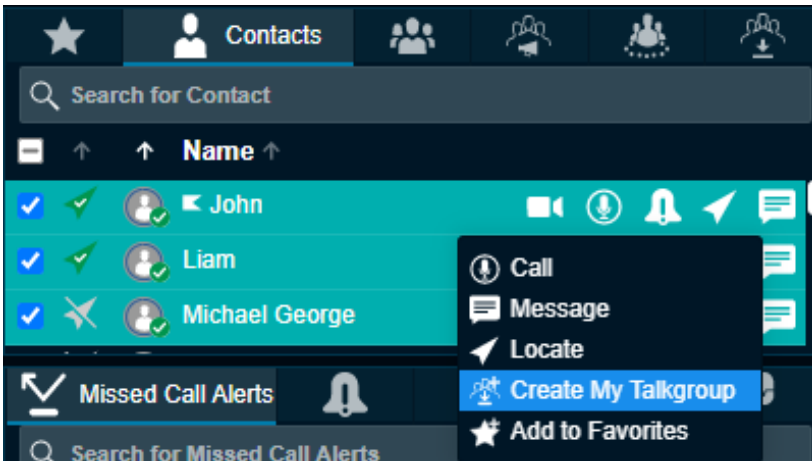 Contacts
Search for Contact
Name
John
Liam
Call
Message
Michael George
Locate
Missed Call Alerts
Create My Talkgroup
Add to Favorites
Search for Missed Call Alerts